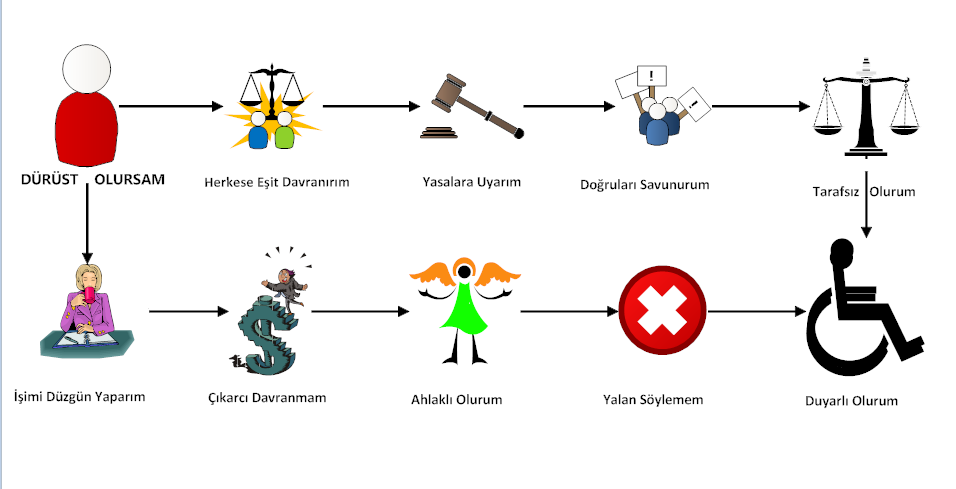 DÜRÜST OLURSAM
Herkese Eşit Davranırım
Yasalara Uyarım
Doğruları Savunurum
Tarafsız Olurum
!
!
İşimi Düzgün Yaparım
Çıkarcı Davranmam
Ahlaklı Olurum
Yalan Söylemem
Duyarlı Olurum